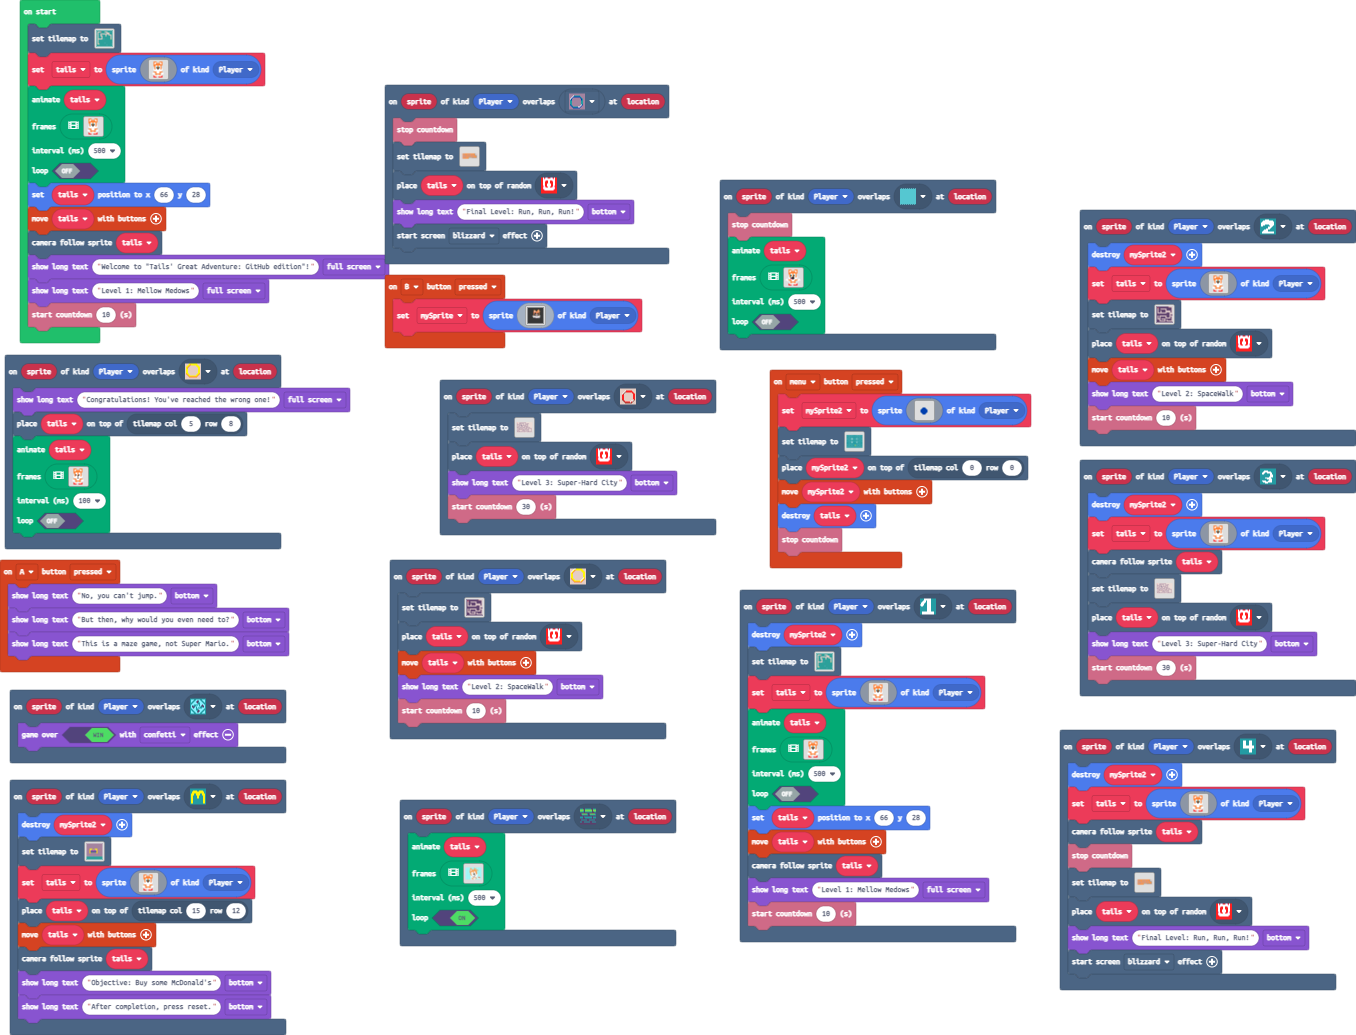 on start
set tilemap to
set tails to sprite of kind Player
animate tails
frames
interval (ms) 500
loop OFF
set tails position to x 66 y 28
move tails with buttons
camera follow sprite tails
show long text "Welcome to "Tails' Great Adventure: GitHub edition"!" full screen
show long text "Level 1: Mellow Medows" full screen
start countdown 10 (s)
on sprite of kind Player overlaps at location
show long text "Congratulations! You've reached the wrong one!" full screen
place tails on top of tilemap col 5 row 8
animate tails
frames
interval (ms) 100
loop OFF
on A button pressed
show long text "No, you can't jump." bottom
show long text "But then, why would you even need to?" bottom
show long text "This is a maze game, not Super Mario." bottom
on sprite of kind Player overlaps at location
game over WIN with confetti effect
on sprite of kind Player overlaps at location
destroy mySprite2
set tilemap to
set tails to sprite of kind Player
place tails on top of tilemap col 15 row 12
move tails with buttons
camera follow sprite tails
show long text "Objective: Buy some McDonald's" bottom
show long text "After completion, press reset." bottom
on sprite of kind Player overlaps at location
stop countdown
set tilemap to
place tails on top of random
show long text "Final Level: Run, Run, Run!" bottom
start screen blizzard effect
on B button pressed
set mySprite to sprite of kind Player
on sprite of kind Player overlaps at location
set tilemap to
place tails on top of random
show long text "Level 3: Super-Hard City" bottom
start countdown 30 (s)
on sprite of kind Player overlaps at location
set tilemap to
place tails on top of random
move tails with buttons
show long text "Level 2: SpaceWalk" bottom
start countdown 10 (s)
on sprite of kind Player overlaps at location
animate tails
frames
interval (ms) 500
loop ON
on sprite of kind Player overlaps at location
stop countdown
animate tails
frames
interval (ms) 500
loop OFF
on menu button pressed
set mySprite2 to sprite of kind Player
set tilemap to
place mySprite2 on top of tilemap col 0 row 0
move mySprite2 with buttons
destroy tails
stop countdown
on sprite of kind Player overlaps 1 at location
destroy mySprite2
set tilemap to
set tails to sprite of kind Player
animate tails
frames
interval (ms) 500
loop OFF
set tails position to x 66 y 28
move tails with buttons
camera follow sprite tails
show long text "Level 1: Mellow Medows" full screen
start countdown 10 (s)
on sprite of kind Player overlaps 2 at location
destroy mySprite2
set tails to sprite of kind Player
set tilemap to
place tails on top of random
move tails with buttons
show long text "Level 2: SpaceWalk" bottom
start countdown 10 (s)
on sprite of kind Player overlaps 3 at location
destroy mySprite2
set tails to sprite of kind Player
camera follow sprite tails
set tilemap to
place tails on top of random
show long text "Level 3: Super-Hard City" bottom
start countdown 30 (s)
on sprite of kind Player overlaps 4 at location
destroy mySprite2
set tails to sprite of kind Player
camera follow sprite tails
stop countdown
set tilemap to
place tails on top of random
show long text "Final Level: Run, Run, Run!" bottom
start screen blizzard effect